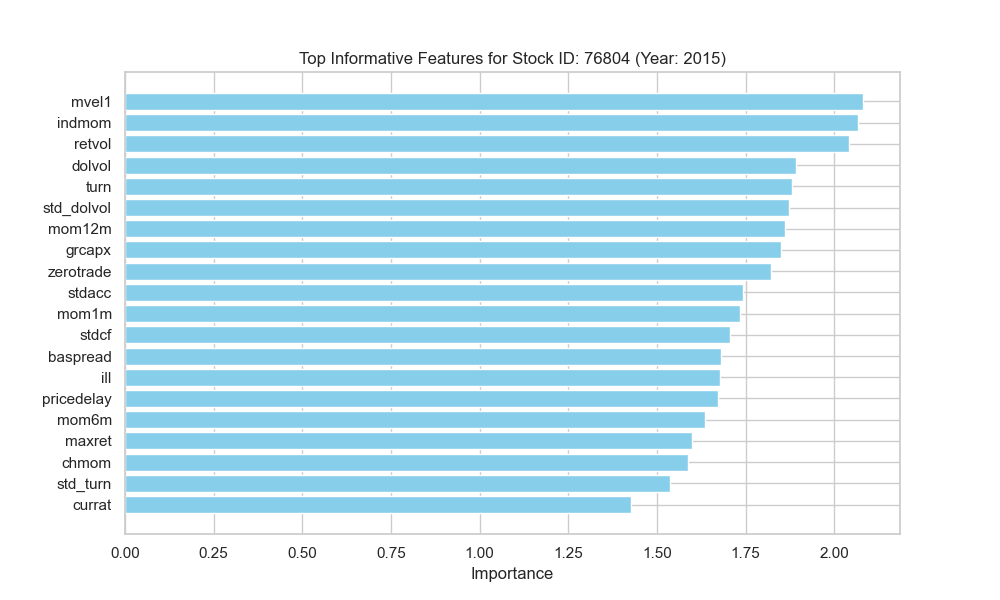 Top Informative Features for Stock ID: 76804 (Year: 2015)
mvel1
indmom
retvol
dolvol
turn
std_dolvol
mom12m
grcapx
zerotrade
stdacc
mom1m
stdcf
baspread
ill
pricedelay
mom6m
maxret
chmom
std_turn
currat
0.00 0.25 0.50 0.75 1.00 1.25 1.50 1.75 2.00
Importance